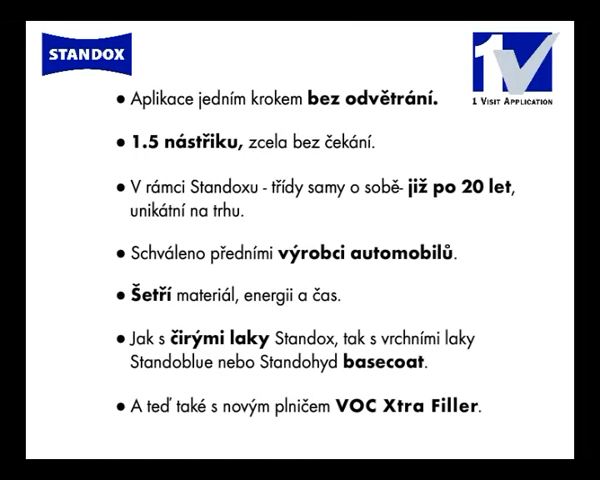 STANDOX
1V
1 VISIT APPLICATION
● Aplikace jedním krokem bez odvětrání.
● 1.5 nástřiku, zcela bez čekání.
● V rámci Standoxu - třídy samy o sobě- již po 20 let,
unikátní na trhu.
● Schváleno předními výrobci automobilů.
● Šetří materiál, energii a čas.
● Jak s čirými laky Standox, tak s vrchními laky
Standoblue nebo Standohyd basecoat.
● A teď také s novým plničem VOC Xtra Filler.